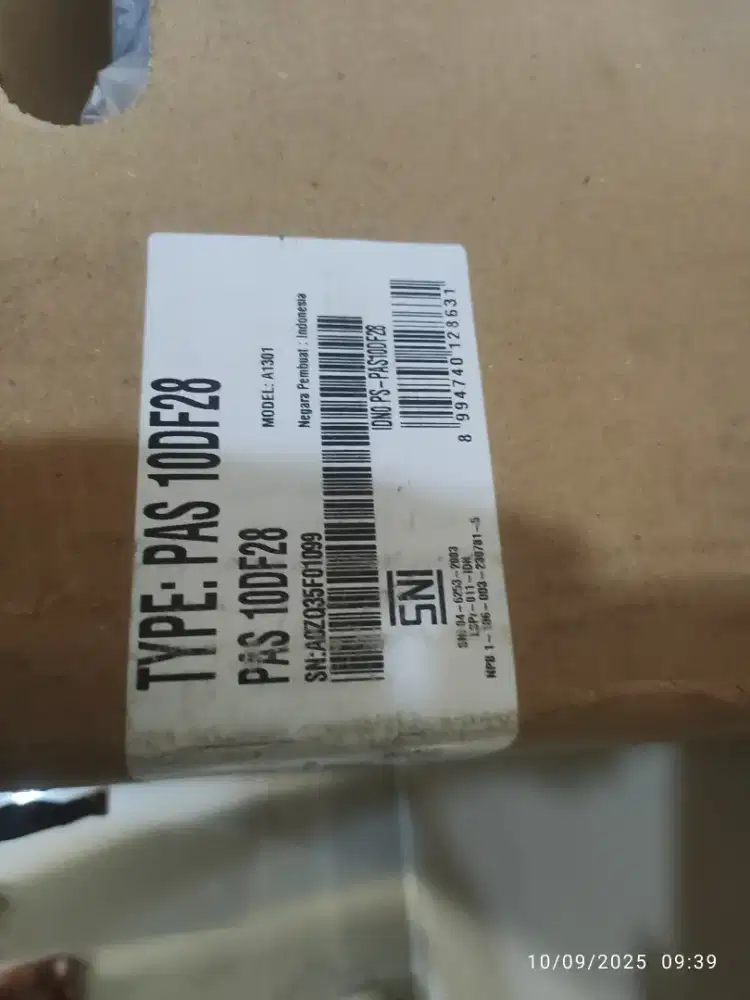 TYPE: PAS 10DF28
PAS 10DF28
MODEL: A1301
SN:A0ZQ35F01099
Negara Pembuat : Indonesia
IDNO.PS-PAS10DF28
8 994740 128631
SNI
SNI 04-6253-2003
LSPr-011-IDN
NPB 1-106-003-230781-5
10/09/2025 09:39